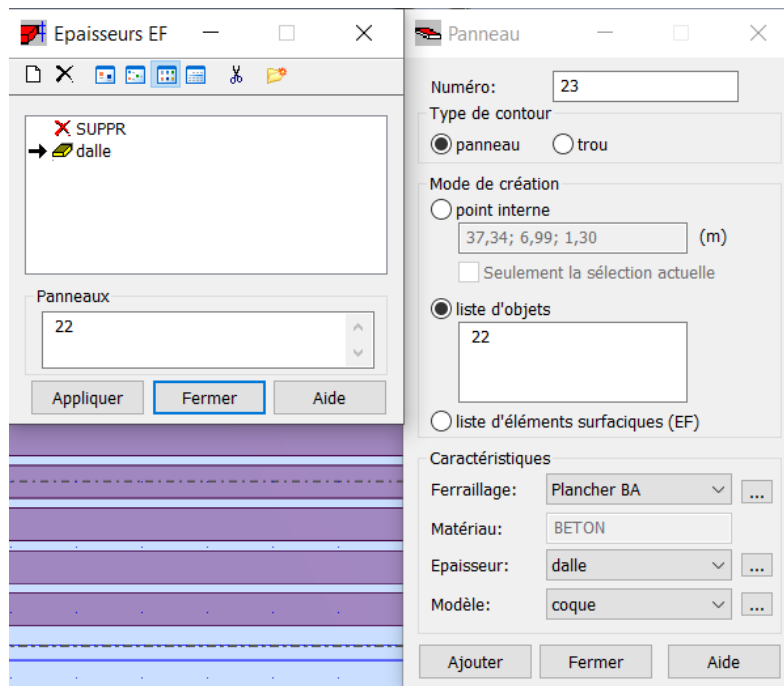 Epaisseurs EF
SUPPR
dalle
Panneaux
22
Appliquer
Fermer
Aide
Panneau
Numéro:
23
Type de contour
panneau
trou
Mode de création
point interne
37,34; 6,99; 1,30
(m)
Seulement la sélection actuelle
liste d'objets
22
liste d'éléments surfaciques (EF)
Caractéristiques
Ferraillage:
Plancher BA
...
Matériau:
BETON
Epaisseur:
dalle
...
Modèle:
coque
...
Ajouter
Fermer
Aide